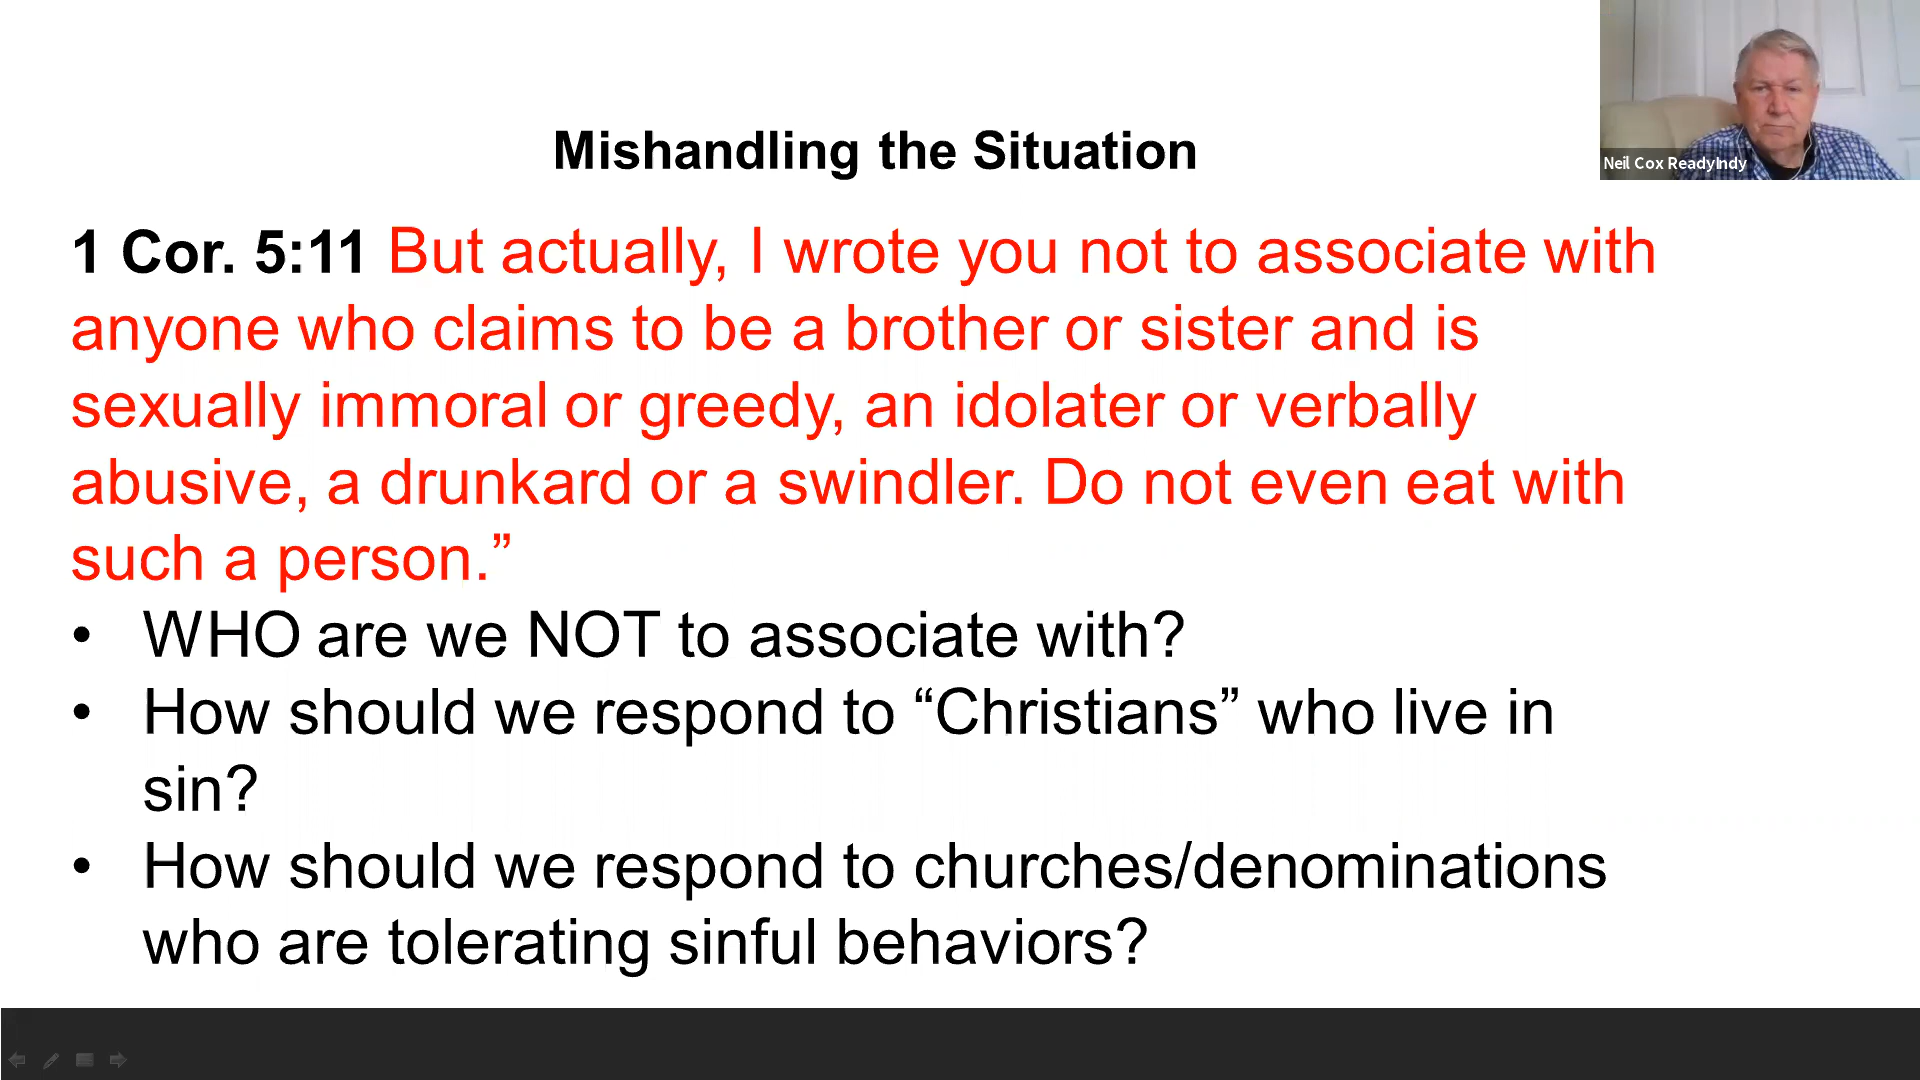 Neil Cox ReadyIndy
Mishandling the Situation
1 Cor. 5:11 But actually, I wrote you not to associate with
anyone who claims to be a brother or sister and is
sexually immoral or greedy, an idolater or verbally
abusive, a drunkard or a swindler. Do not even eat with
such a person.”
• WHO are we NOT to associate with?
• How should we respond to “Christians” who live in
sin?
• How should we respond to churches/denominations
who are tolerating sinful behaviors?